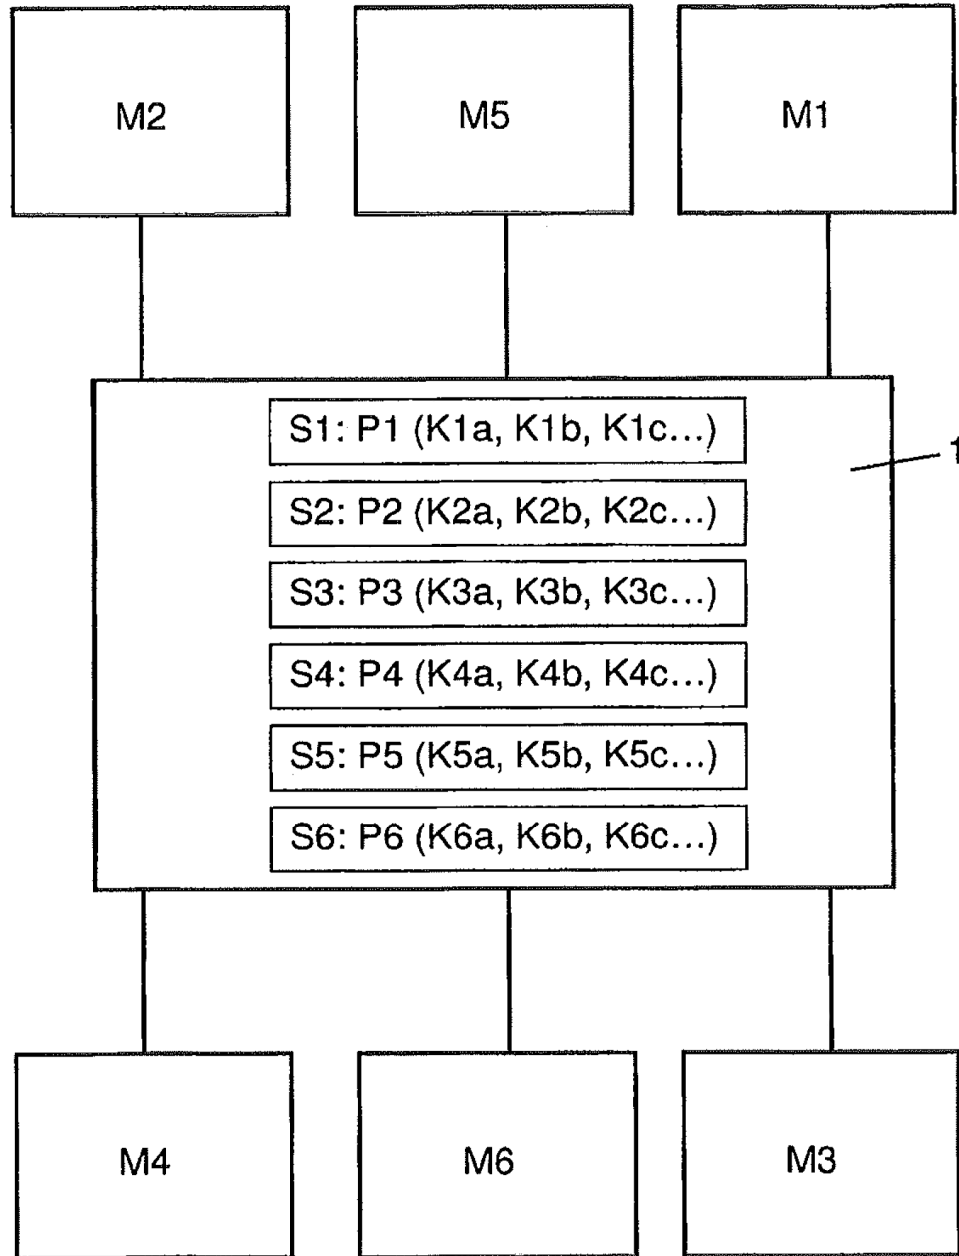 M2
M5
M1
S1: P1 (K1a, K1b, K1c...)
1
S2: P2 (K2a, K2b, K2c...)
S3: P3 (K3a, K3b, K3c...)
S4: P4 (K4a, K4b, K4c...)
S5: P5 (K5a, K5b, K5c...)
S6: P6 (K6a, K6b, K6c...)
M4
M6
M3